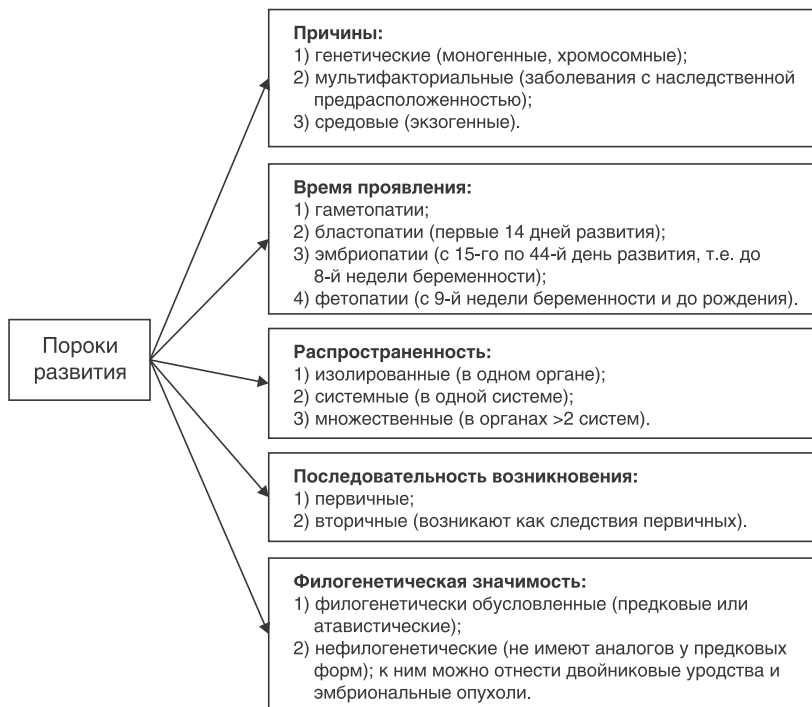 Причины:
1) генетические (моногенные, хромосомные);
2) мультифакториальные (заболевания с наследственной
предрасположенностью);
3) средовые (экзогенные).
Время проявления:
1) гаметопатии;
2) бластопатии (первые 14 дней развития);
3) эмбриопатии (с 15-го по 44-й день развития, т.е. до
8-й недели беременности);
4) фетопатии (с 9-й недели беременности и до рождения).
Пороки
развития
Распространенность:
1) изолированные (в одном органе);
2) системные (в одной системе);
3) множественные (в органах >2 систем).
Последовательность возникновения:
1) первичные;
2) вторичные (возникают как следствия первичных).
Филогенетическая значимость:
1) филогенетически обусловленные (предковые или
атавистические);
2) нефилогенетические (не имеют аналогов у предковых
форм); к ним можно отнести двойниковые уродства и
эмбриональные опухоли.